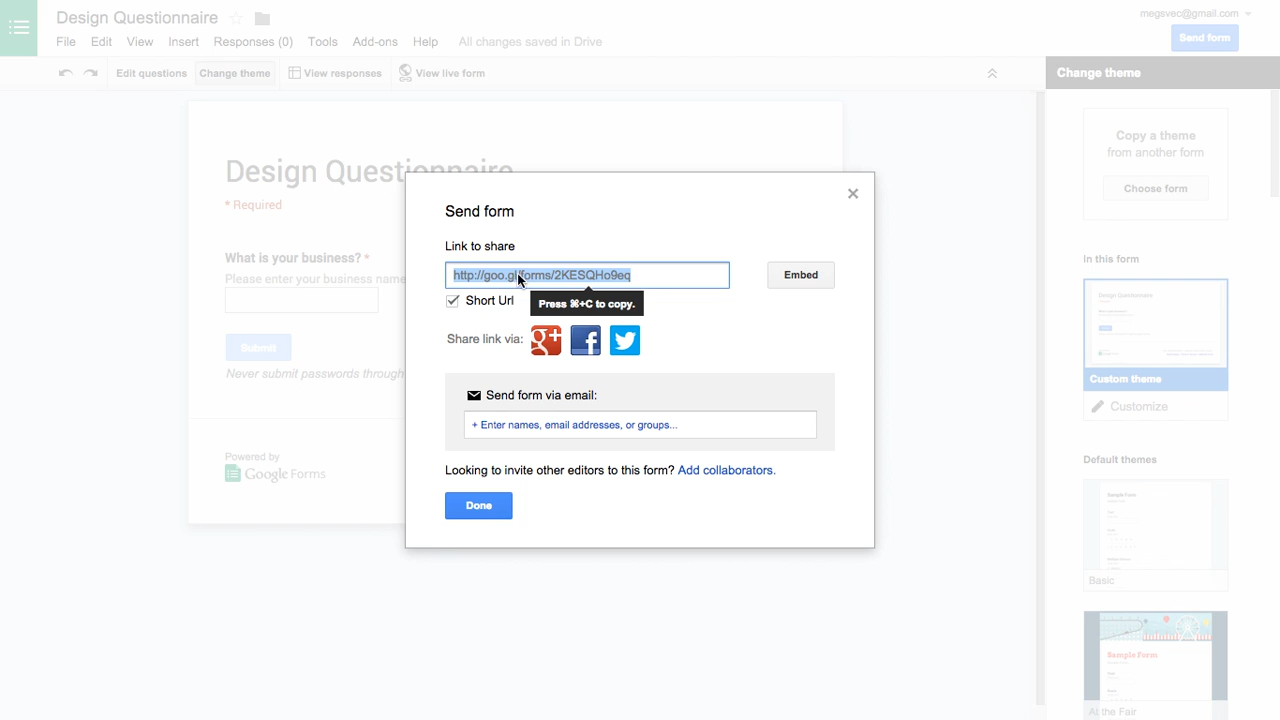 Design Questionnaire
megsvec@gmail.com
File Edit View Insert Responses (0) Tools Add-ons Help All changes saved in Drive
Send form
Edit questions Change theme View responses View live form
Change theme
Copy a theme
from another form
Choose form
Design Questionnaire
* Required
What is your business? *
Please enter your business name
Submit
Never submit passwords through
Powered by
Google Forms
Send form
Link to share
http://goo.gl/forms/2KESQHo9eq
Embed
Short Url
Press ⌘+C to copy.
Share link via: g+ f
Send form via email:
+ Enter names, email addresses, or groups...
Looking to invite other editors to this form? Add collaborators.
Done
In this form
Design Questionnaire
Custom theme
Customize
Default themes
Sample Form
Basic
Sample Form
At the Fair